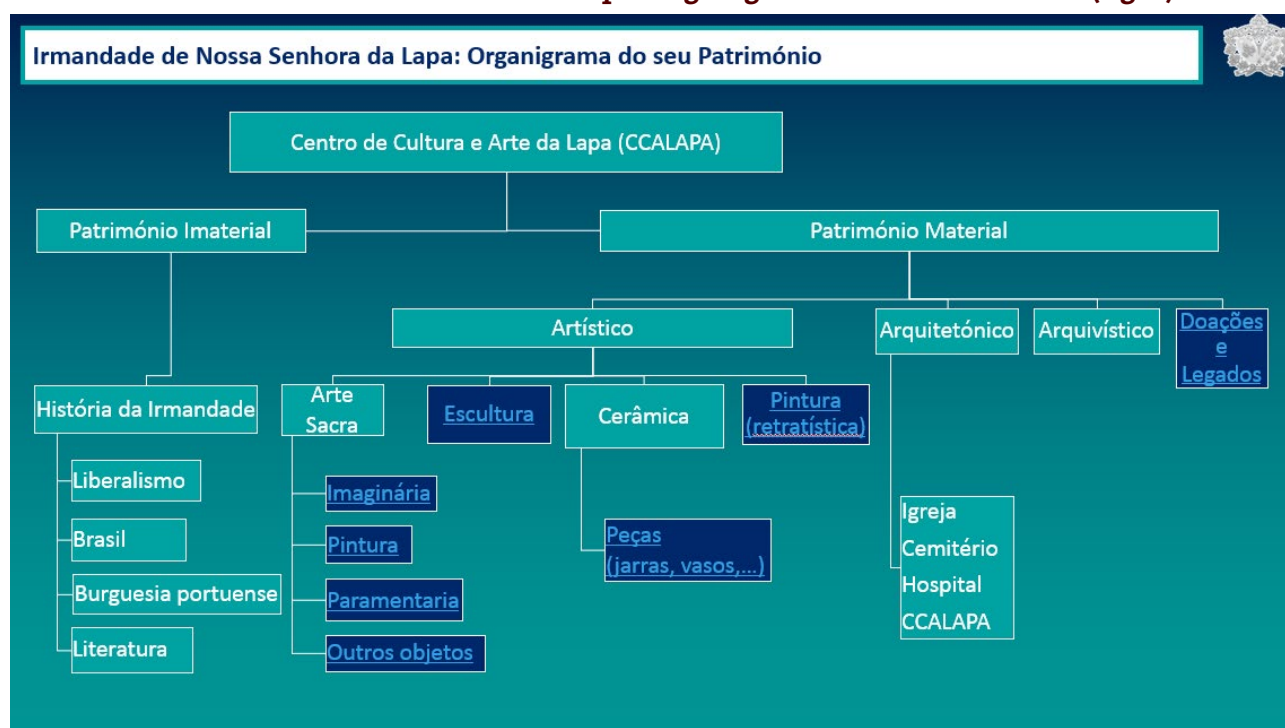 Irmandade de Nossa Senhora da Lapa: Organigrama do seu Património
Centro de Cultura e Arte da Lapa (CCALAPA)
Património Imaterial
Património Material
Artístico
Arquitetónico
Arquivístico
Doações
e
Legados
História da Irmandade
Arte
Sacra
Escultura
Cerâmica
Pintura
(retratística)
Liberalismo
Brasil
Burguesia portuense
Literatura
Imaginária
Pintura
Paramentaria
Outros objetos
Peças
(jarras, vasos,...)
Igreja
Cemitério
Hospital
CCALAPA